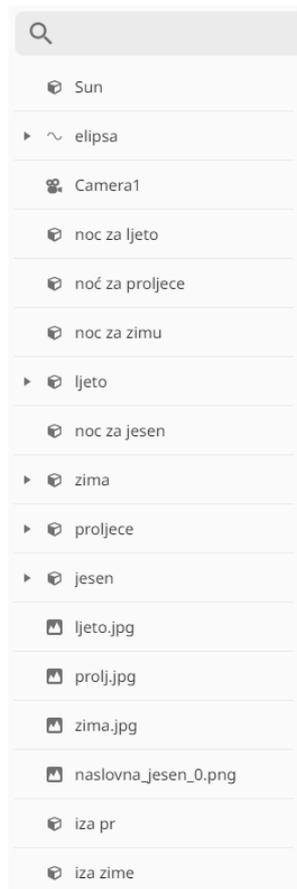 Sun
elipsa
Camera1
noc za ljeto
noć za proljece
noc za zimu
ljeto
noc za jesen
zima
proljece
jesen
ljeto.jpg
prolj.jpg
zima.jpg
naslovna_jesen_0.png
iza pr
iza zime